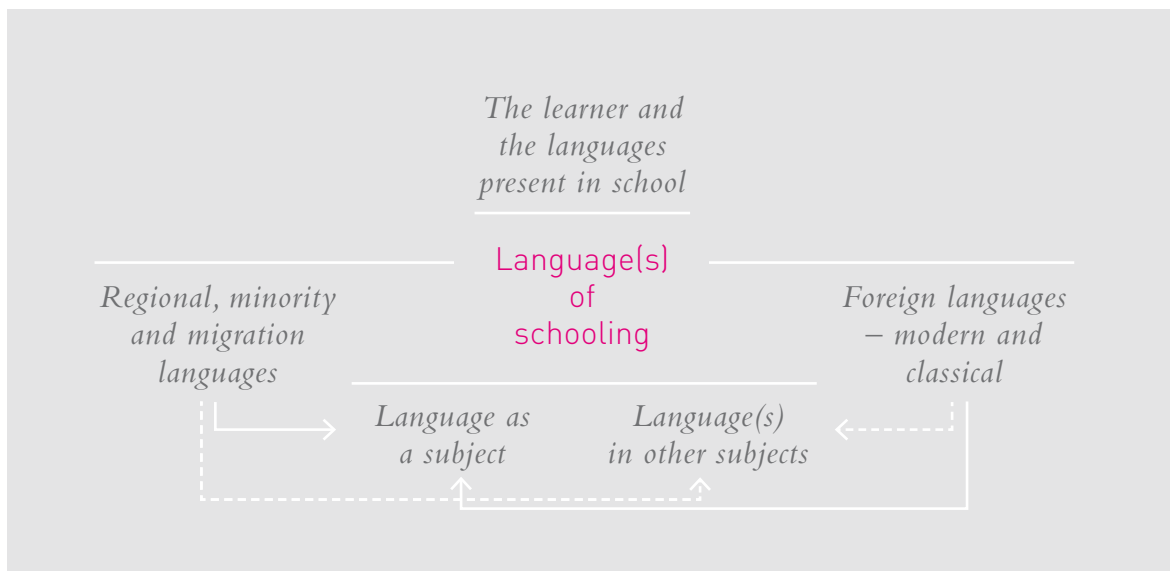 The learner and
the languages
present in school
Language(s)
of
schooling
Regional, minority
and migration
languages
Foreign languages
– modern and
classical
Language as
a subject
Language(s)
in other subjects